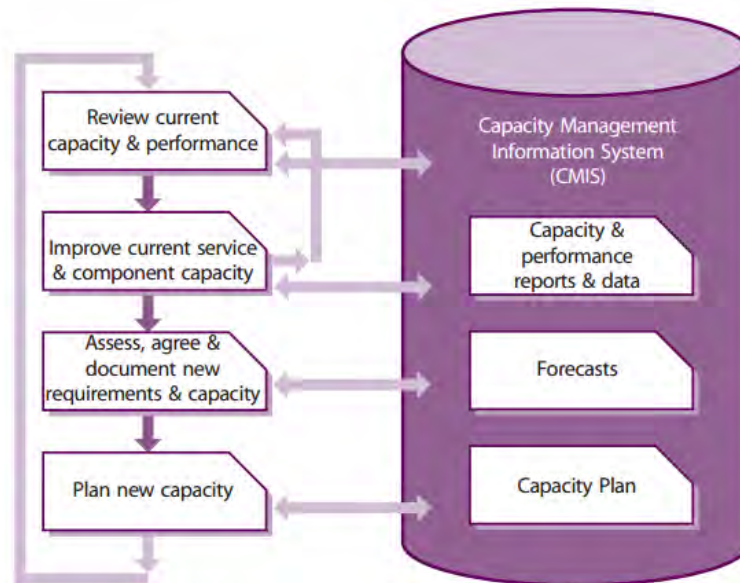 Review current
capacity & performance
Improve current service
& component capacity
Assess, agree &
document new
requirements & capacity
Plan new capacity
Capacity Management
Information System
(CMIS)
Capacity &
performance
reports & data
Forecasts
Capacity Plan